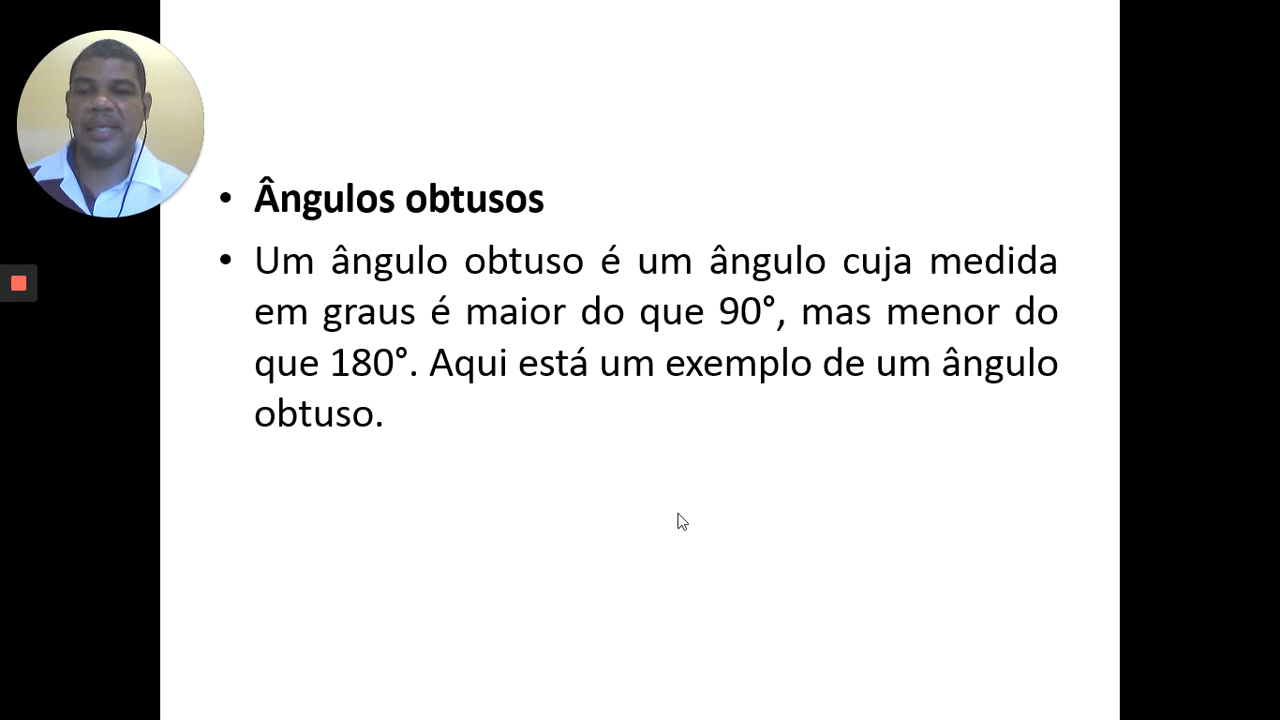 • Ângulos obtusos
• Um ângulo obtuso é um ângulo cuja medida
em graus é maior do que 90°, mas menor do
que 180°. Aqui está um exemplo de um ângulo
obtuso.